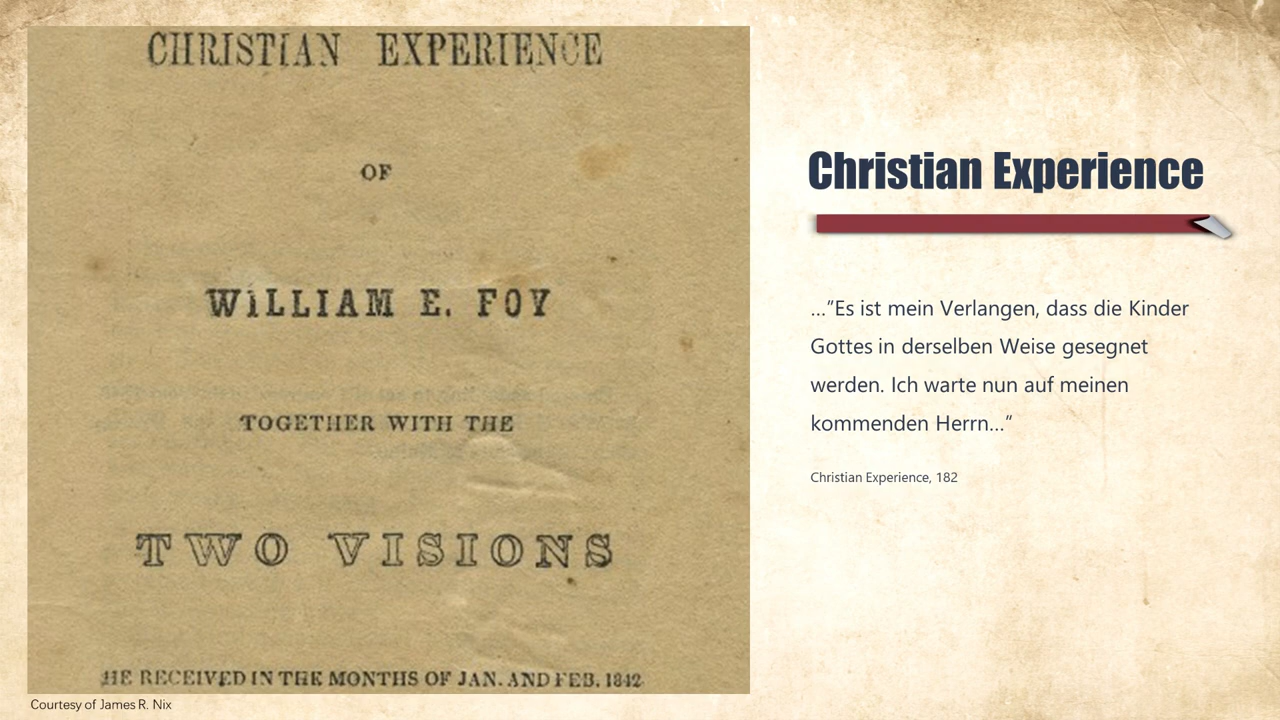 CHRISTIAN EXPERIENCE
OF
WILLIAM E. FOY
TOGETHER WITH THE
TWO VISIONS
HE RECEIVED IN THE MONTHS OF JAN. AND FEB. 1842
Courtesy of James R. Nix
Christian Experience
…”Es ist mein Verlangen, dass die Kinder
Gottes in derselben Weise gesegnet
werden. Ich warte nun auf meinen
kommenden Herrn…“
Christian Experience, 182